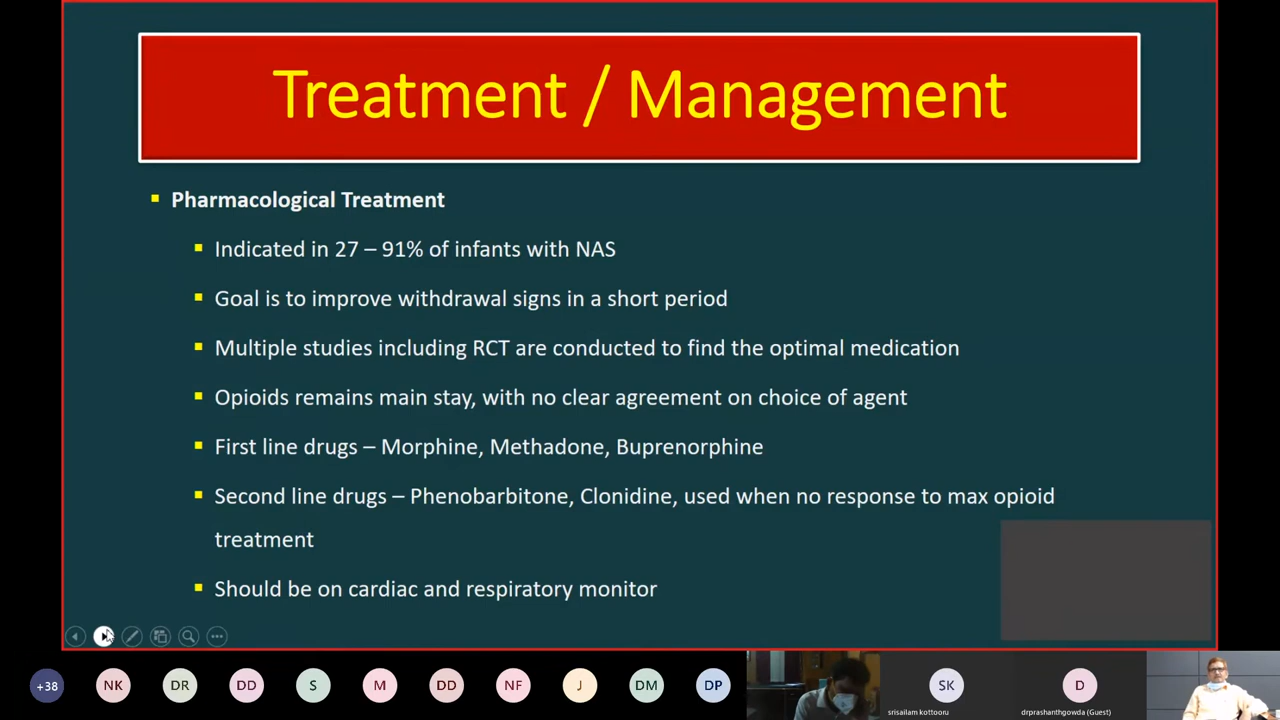 Treatment / Management
Pharmacological Treatment
Indicated in 27 – 91% of infants with NAS
Goal is to improve withdrawal signs in a short period
Multiple studies including RCT are conducted to find the optimal medication
Opioids remains main stay, with no clear agreement on choice of agent
First line drugs – Morphine, Methadone, Buprenorphine
Second line drugs – Phenobarbitone, Clonidine, used when no response to max opioid
treatment
Should be on cardiac and respiratory monitor
+38 NK DR DD S M DD NF J DM DP SK D
srisailam kottooru drprashanthgowda (Guest)